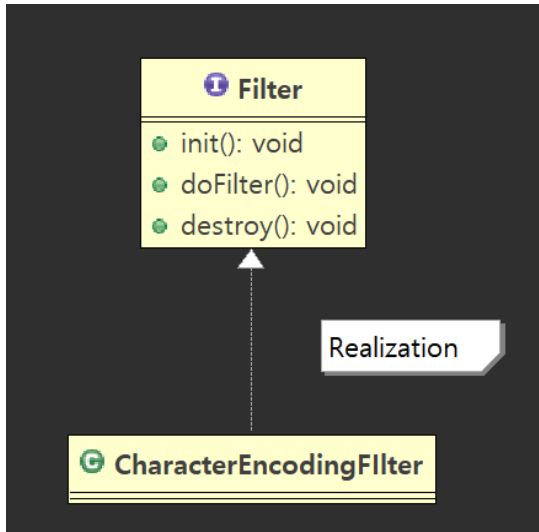 I Filter
init(): void
doFilter(): void
destroy(): void
Realization
C CharacterEncodingFIlter